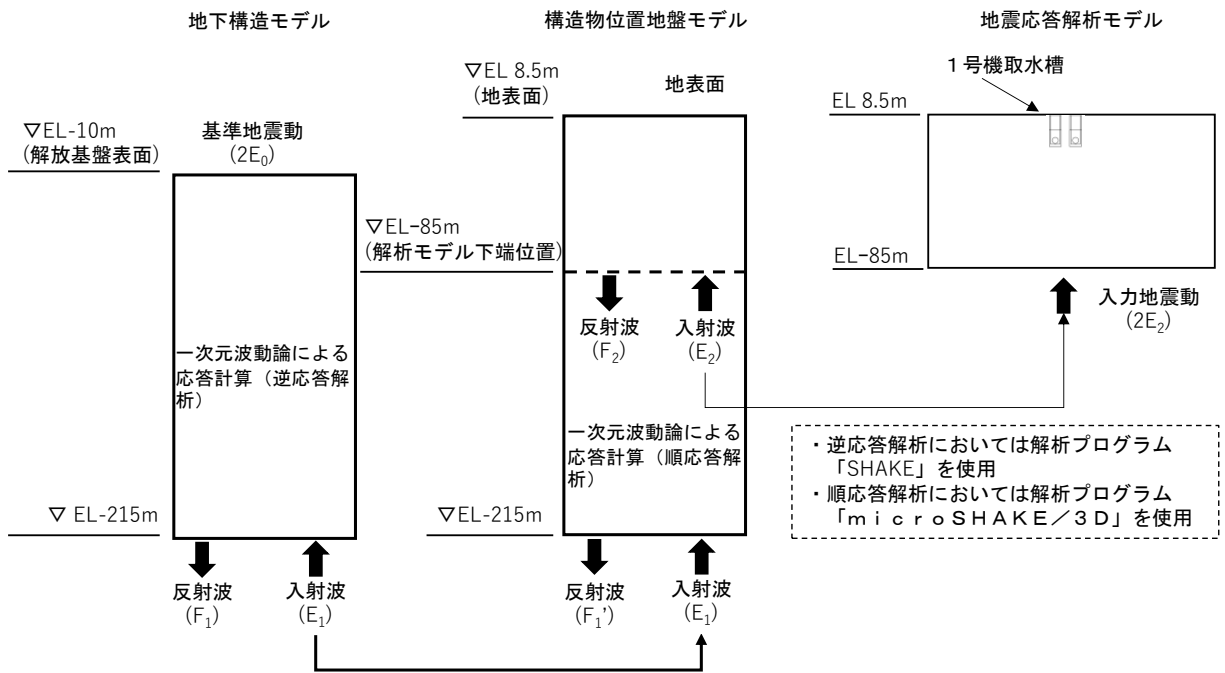 地下構造モデル
▽EL-10m
(解放基盤表面)
基準地震動
(2E₀)
一次元波動論による
応答計算（逆応答解
析）
▽ EL-215m
反射波
(F₁)
入射波
(E₁)
構造物位置地盤モデル
▽EL 8.5m
(地表面)
地表面
▽EL-85m
(解析モデル下端位置)
反射波
(F₂)
入射波
(E₂)
一次元波動論による
応答計算（順応答解
析）
▽EL-215m
反射波
(F₁')
入射波
(E₁)
地震応答解析モデル
１号機取水槽
EL 8.5m
EL-85m
入力地震動
(2E₂)
・逆応答解析においては解析プログラム
「SHAKE」を使用
・順応答解析においては解析プログラム
「ｍｉｃｒｏSHAKE／３Ｄ」を使用